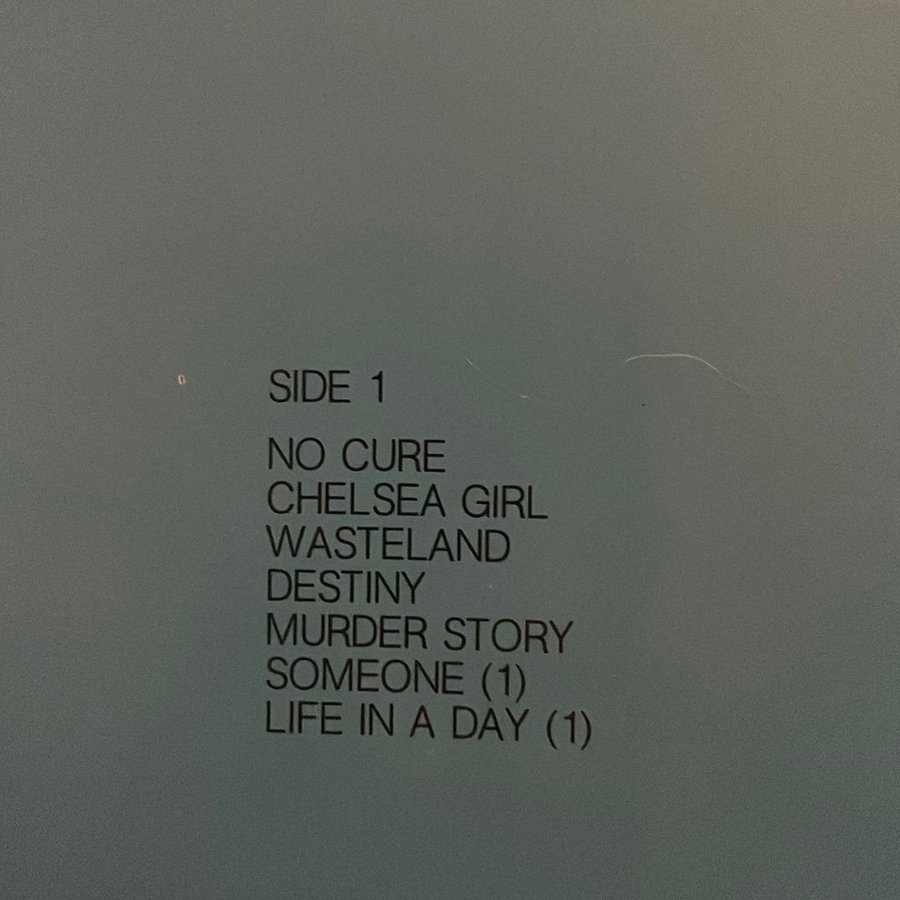 SIDE 1
NO CURE
CHELSEA GIRL
WASTELAND
DESTINY
MURDER STORY
SOMEONE (1)
LIFE IN A DAY (1)